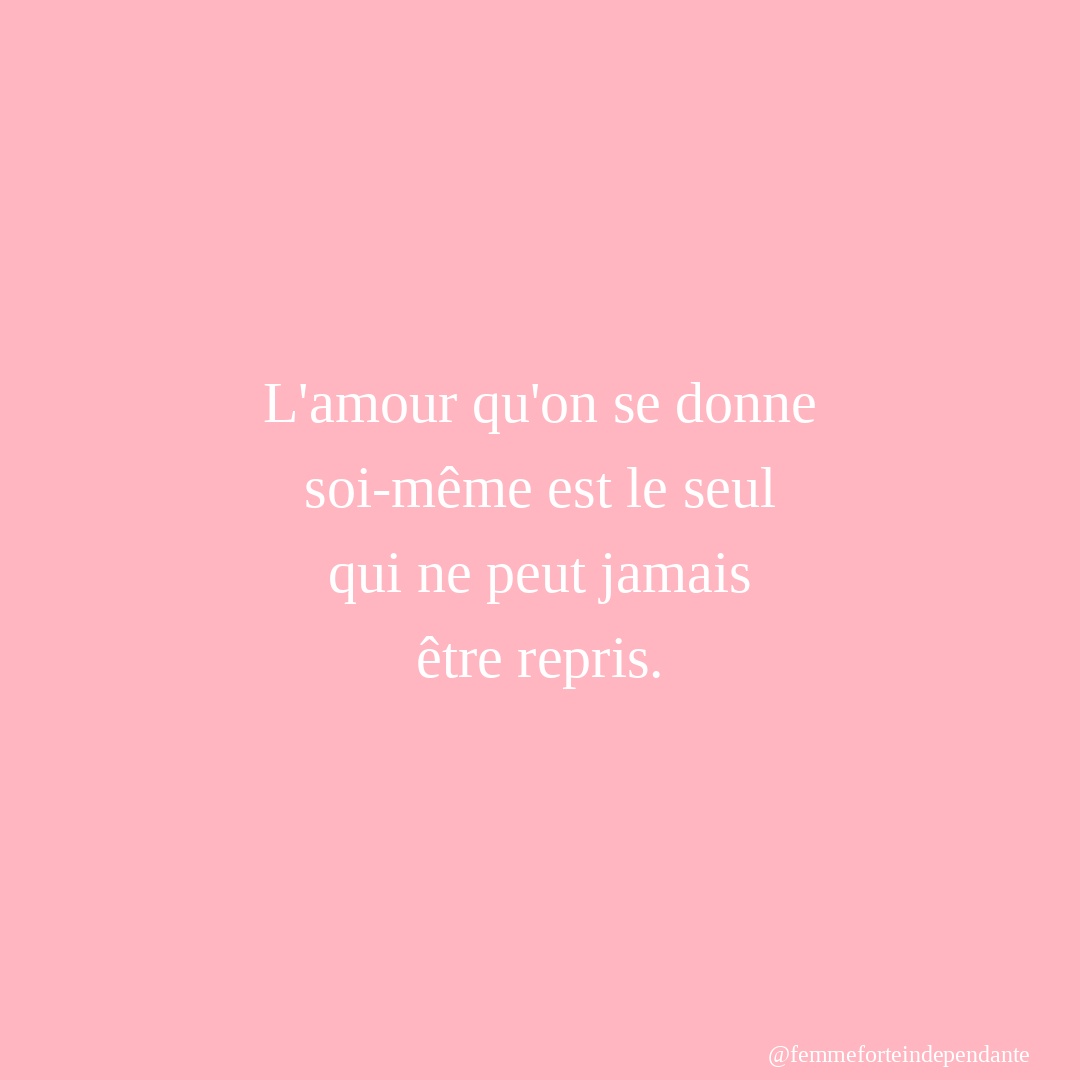 L'amour qu'on se donne
soi-même est le seul
qui ne peut jamais
être repris.
@femmeforteindependante